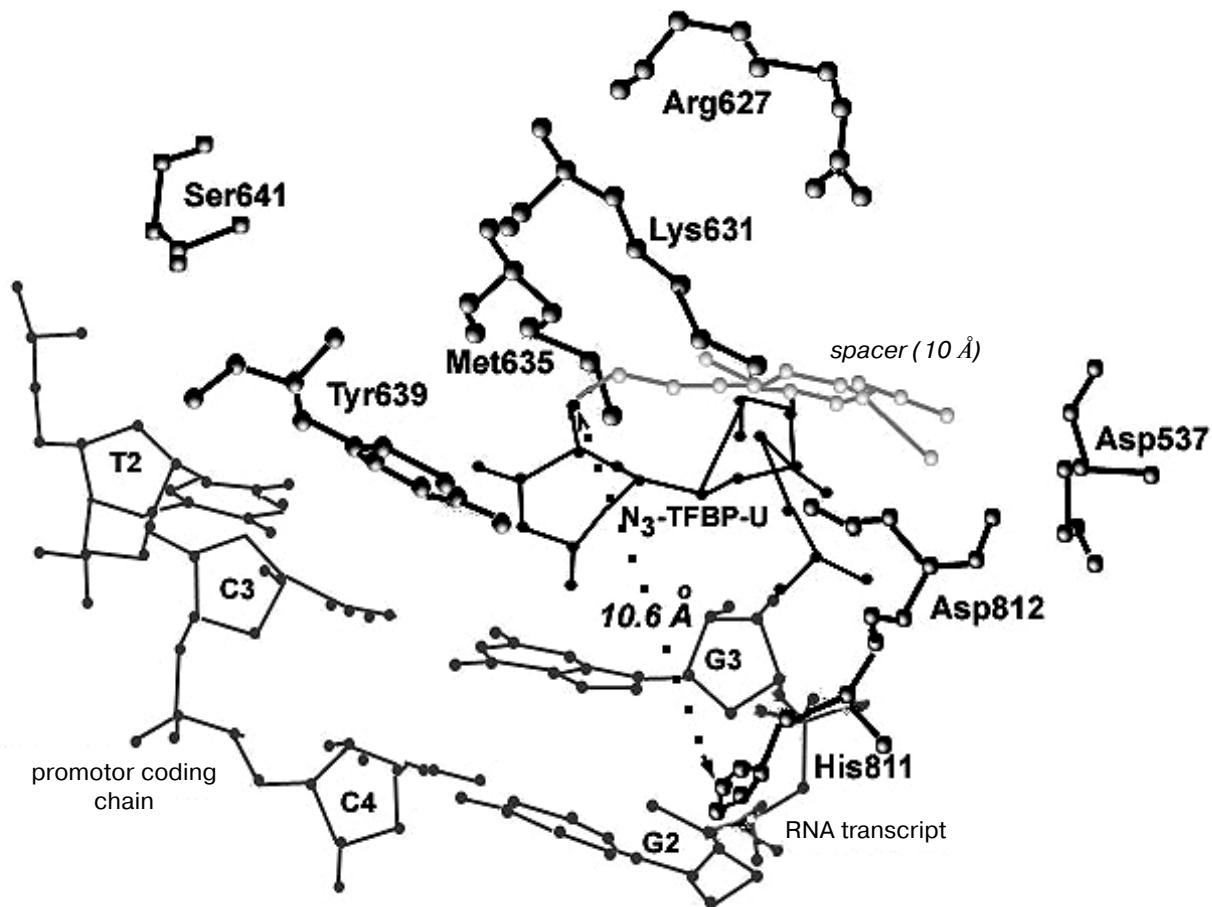 Arg627
Ser641
Lys631
spacer (10 Å)
Met635
Tyr639
Asp537
T2
N3-TFBP-U
C3
10.6 Å
Asp812
G3
promotor coding
chain
His811
C4
G2
RNA transcript